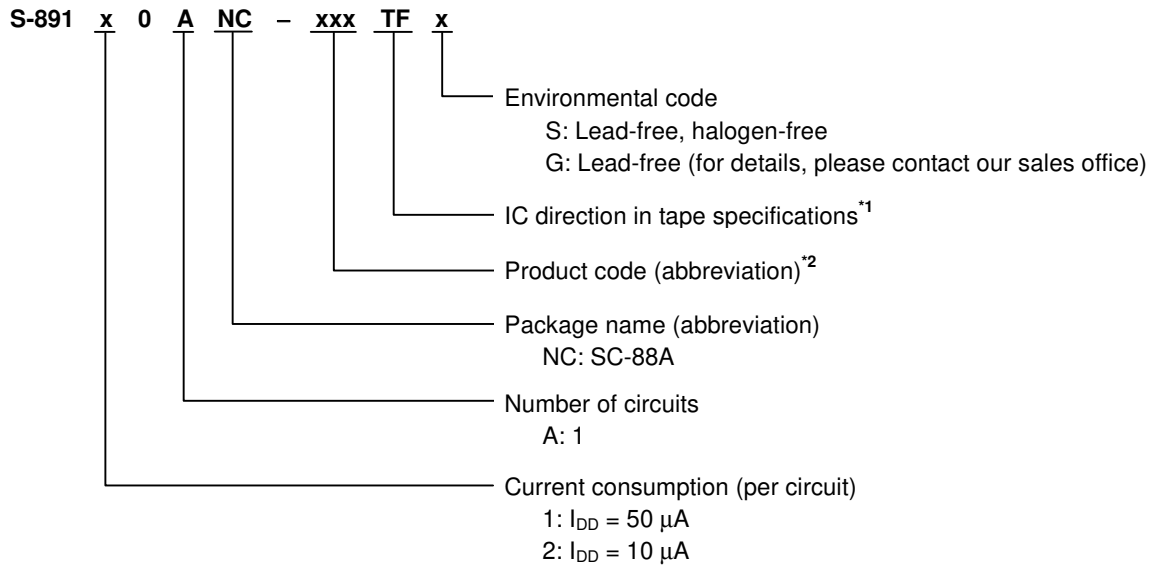 S-891 x 0 A NC – xxx TF x
Environmental code
S: Lead-free, halogen-free
G: Lead-free (for details, please contact our sales office)
IC direction in tape specifications*1
Product code (abbreviation)*2
Package name (abbreviation)
NC: SC-88A
Number of circuits
A: 1
Current consumption (per circuit)
1: IDD = 50 μA
2: IDD = 10 μA